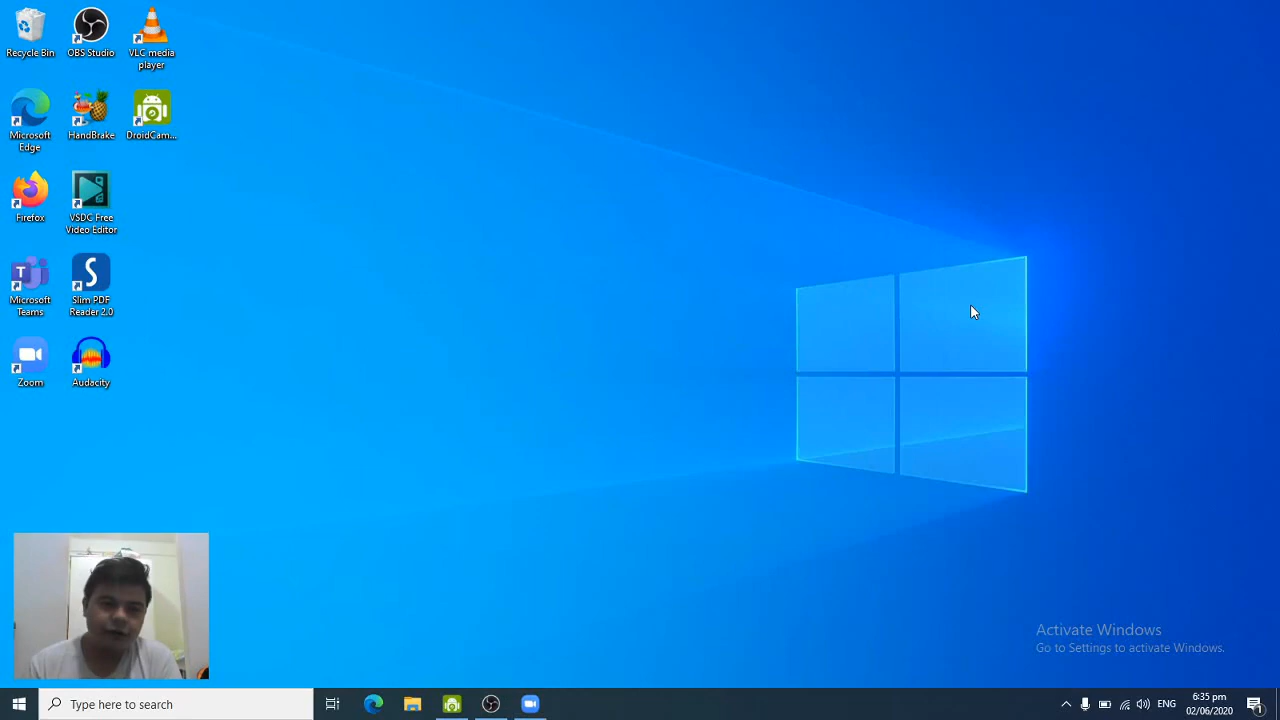 Recycle Bin
OBS Studio
VLC media
player
Microsoft
Edge
HandBrake
DroidCam...
Firefox
VSDC Free
Video Editor
Microsoft
Teams
Slim PDF
Reader 2.0
Zoom
Audacity
Activate Windows
Go to Settings to activate Windows.
Type here to search
ENG
6:35 pm
02/06/2020
1